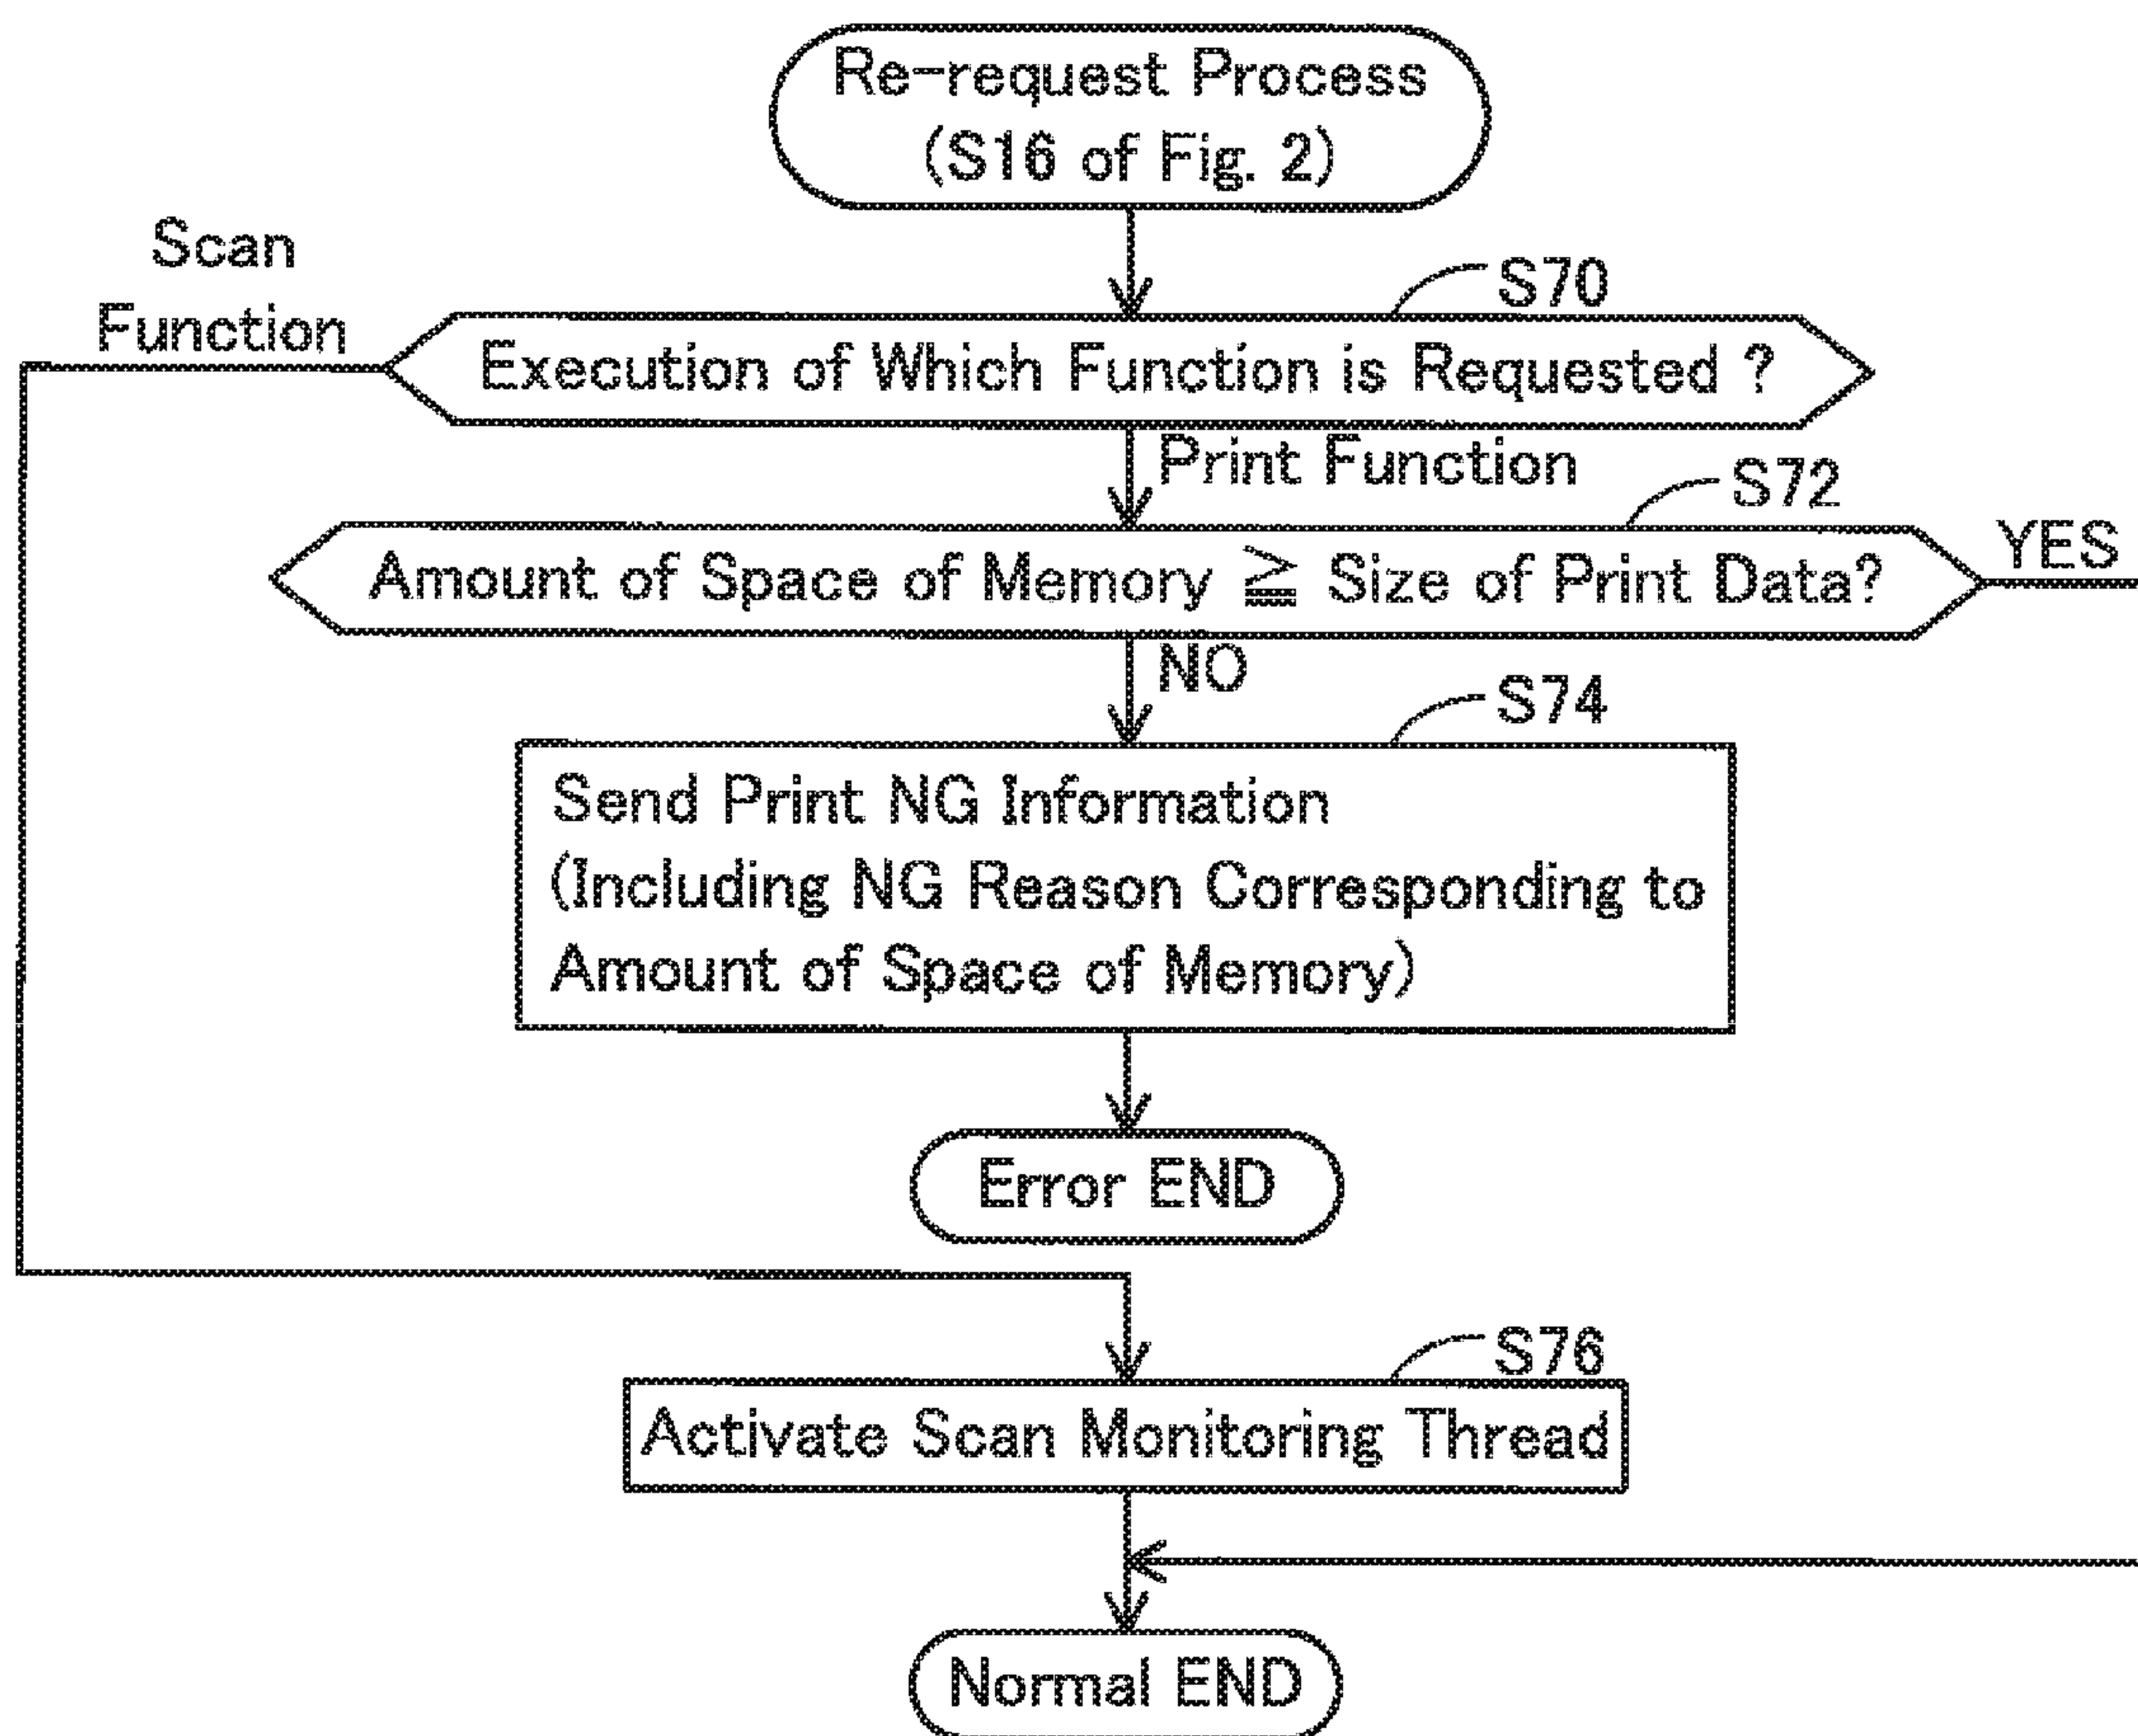 Re-request Process
(S16 of Fig. 2)
Scan
Function
S70
Execution of Which Function is Requested ?
Print Function
S72
Amount of Space of Memory ≧ Size of Print Data?
YES
NO
S74
Send Print NG Information
(Including NG Reason Corresponding to
Amount of Space of Memory)
Error END
S76
Activate Scan Monitoring Thread
Normal END